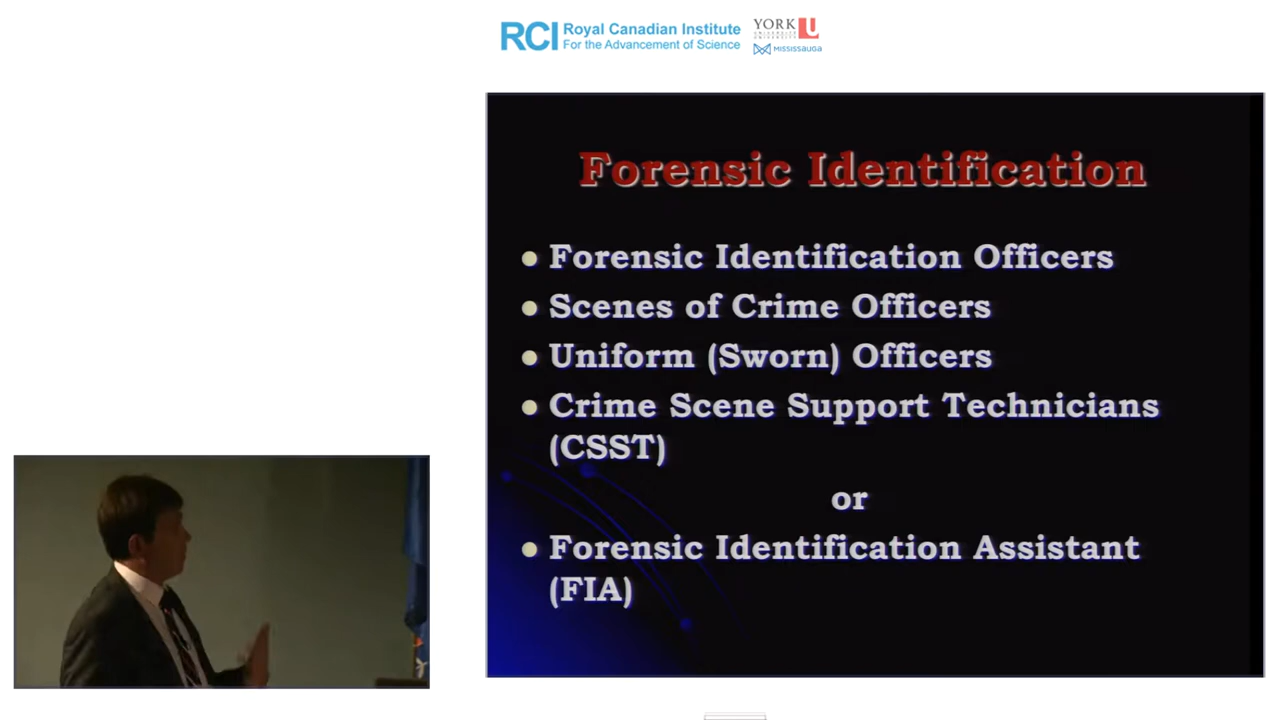 RCI Royal Canadian Institute
For the Advancement of Science
YORK U
MISSISSAUGA
Forensic Identification
• Forensic Identification Officers
• Scenes of Crime Officers
• Uniform (Sworn) Officers
• Crime Scene Support Technicians
(CSST)
or
• Forensic Identification Assistant
(FIA)